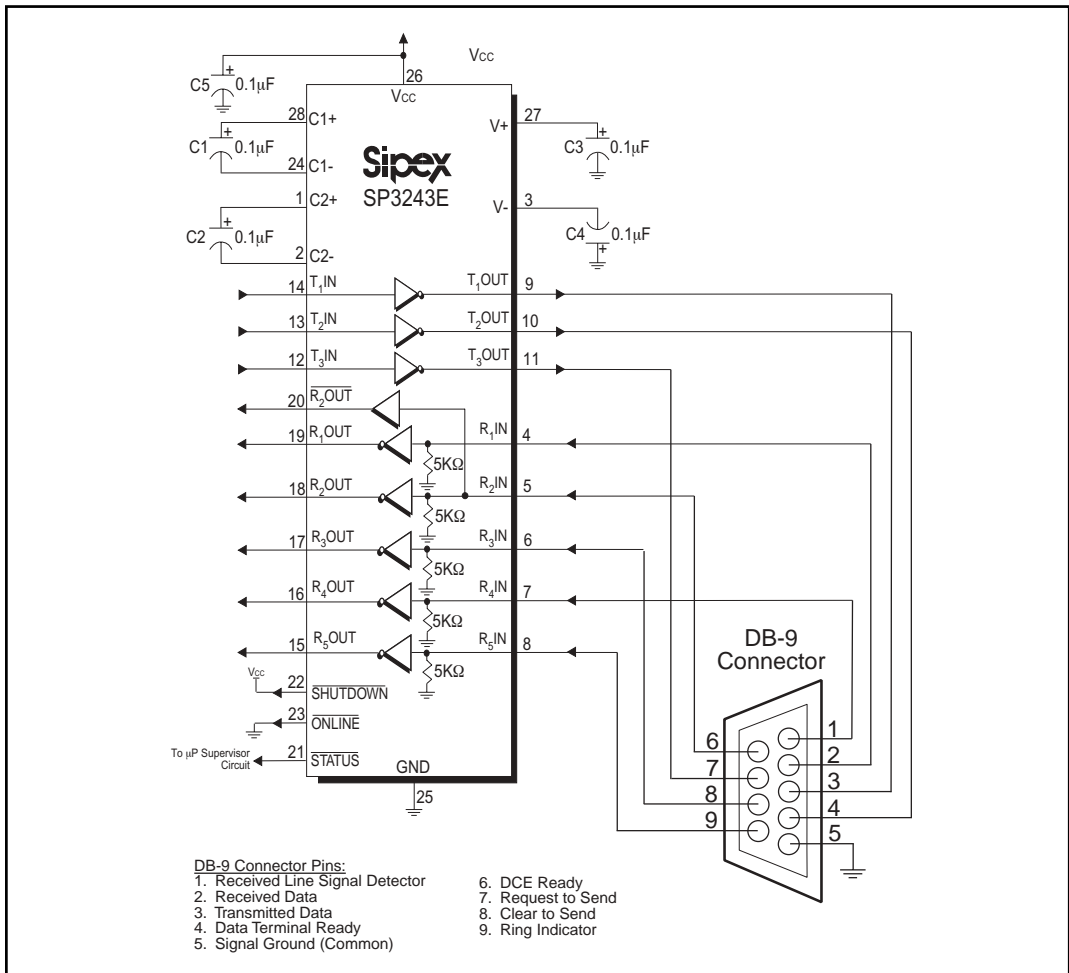 VCC
26
VCC
C5
+
0.1µF
28
C1+
+
C1
0.1µF
24
C1-
1
C2+
+
C2
0.1µF
2
C2-
Sipex
SP3243E
V+
27
+
C3
0.1µF
V-
3
C4
0.1µF
+
14
T1IN
T1OUT
9
13
T2IN
T2OUT
10
12
T3IN
T3OUT
11
20
R2OUT
19
R1OUT
R1IN
4
5KΩ
18
R2OUT
R2IN
5
5KΩ
17
R3OUT
R3IN
6
5KΩ
16
R4OUT
R4IN
7
5KΩ
15
R5OUT
R5IN
8
5KΩ
VCC
22
SHUTDOWN
23
ONLINE
To µP Supervisor
Circuit
21
STATUS
GND
25
DB-9
Connector
6
7
8
9
1
2
3
4
5
DB-9 Connector Pins:
1. Received Line Signal Detector
2. Received Data
3. Transmitted Data
4. Data Terminal Ready
5. Signal Ground (Common)
6. DCE Ready
7. Request to Send
8. Clear to Send
9. Ring Indicator